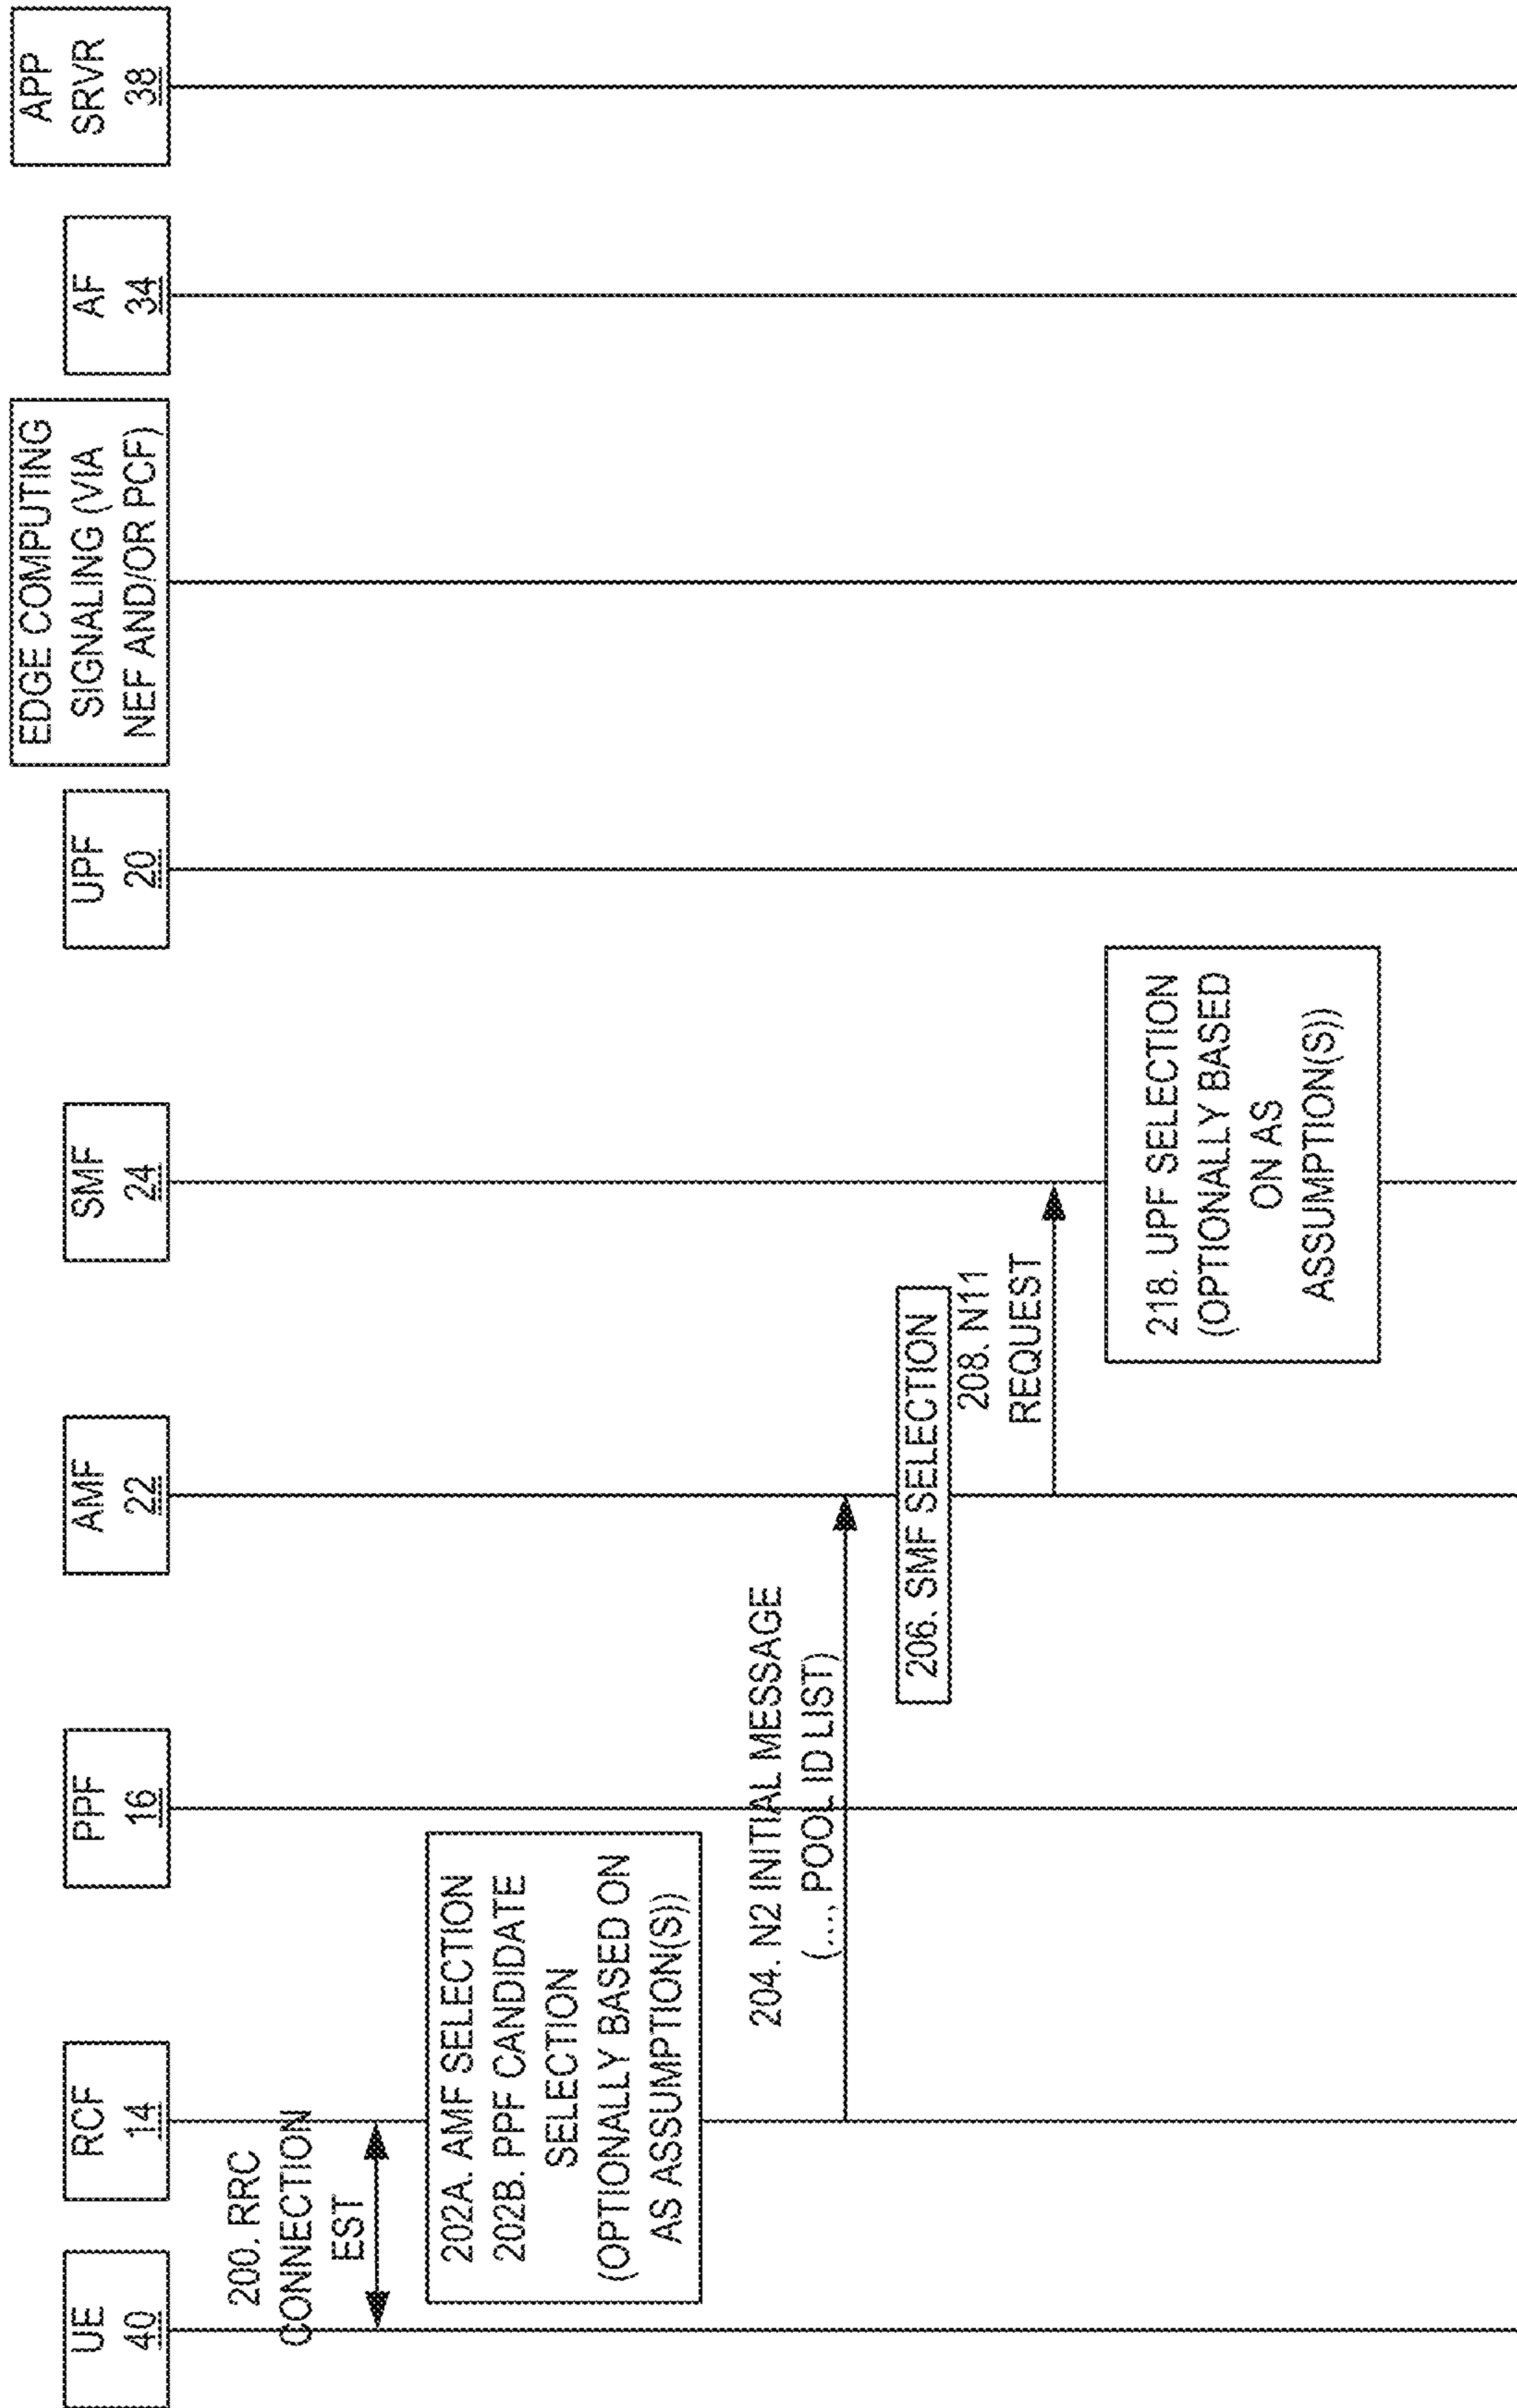 UE
40
RCF
14
PPF
16
AMF
22
SMF
24
UPF
20
EDGE COMPUTING
SIGNALING (VIA
NEF AND/OR PCF)
AF
34
APP
SRVR
38
200. RRC
CONNECTION
EST
202A. AMF SELECTION
202B. PPF CANDIDATE
SELECTION
(OPTIONALLY BASED ON
AS ASSUMPTION(S))
204. N2 INITIAL MESSAGE
(..., POOL ID LIST)
206. SMF SELECTION
208. N11
REQUEST
218. UPF SELECTION
(OPTIONALLY BASED
ON AS
ASSUMPTION(S))